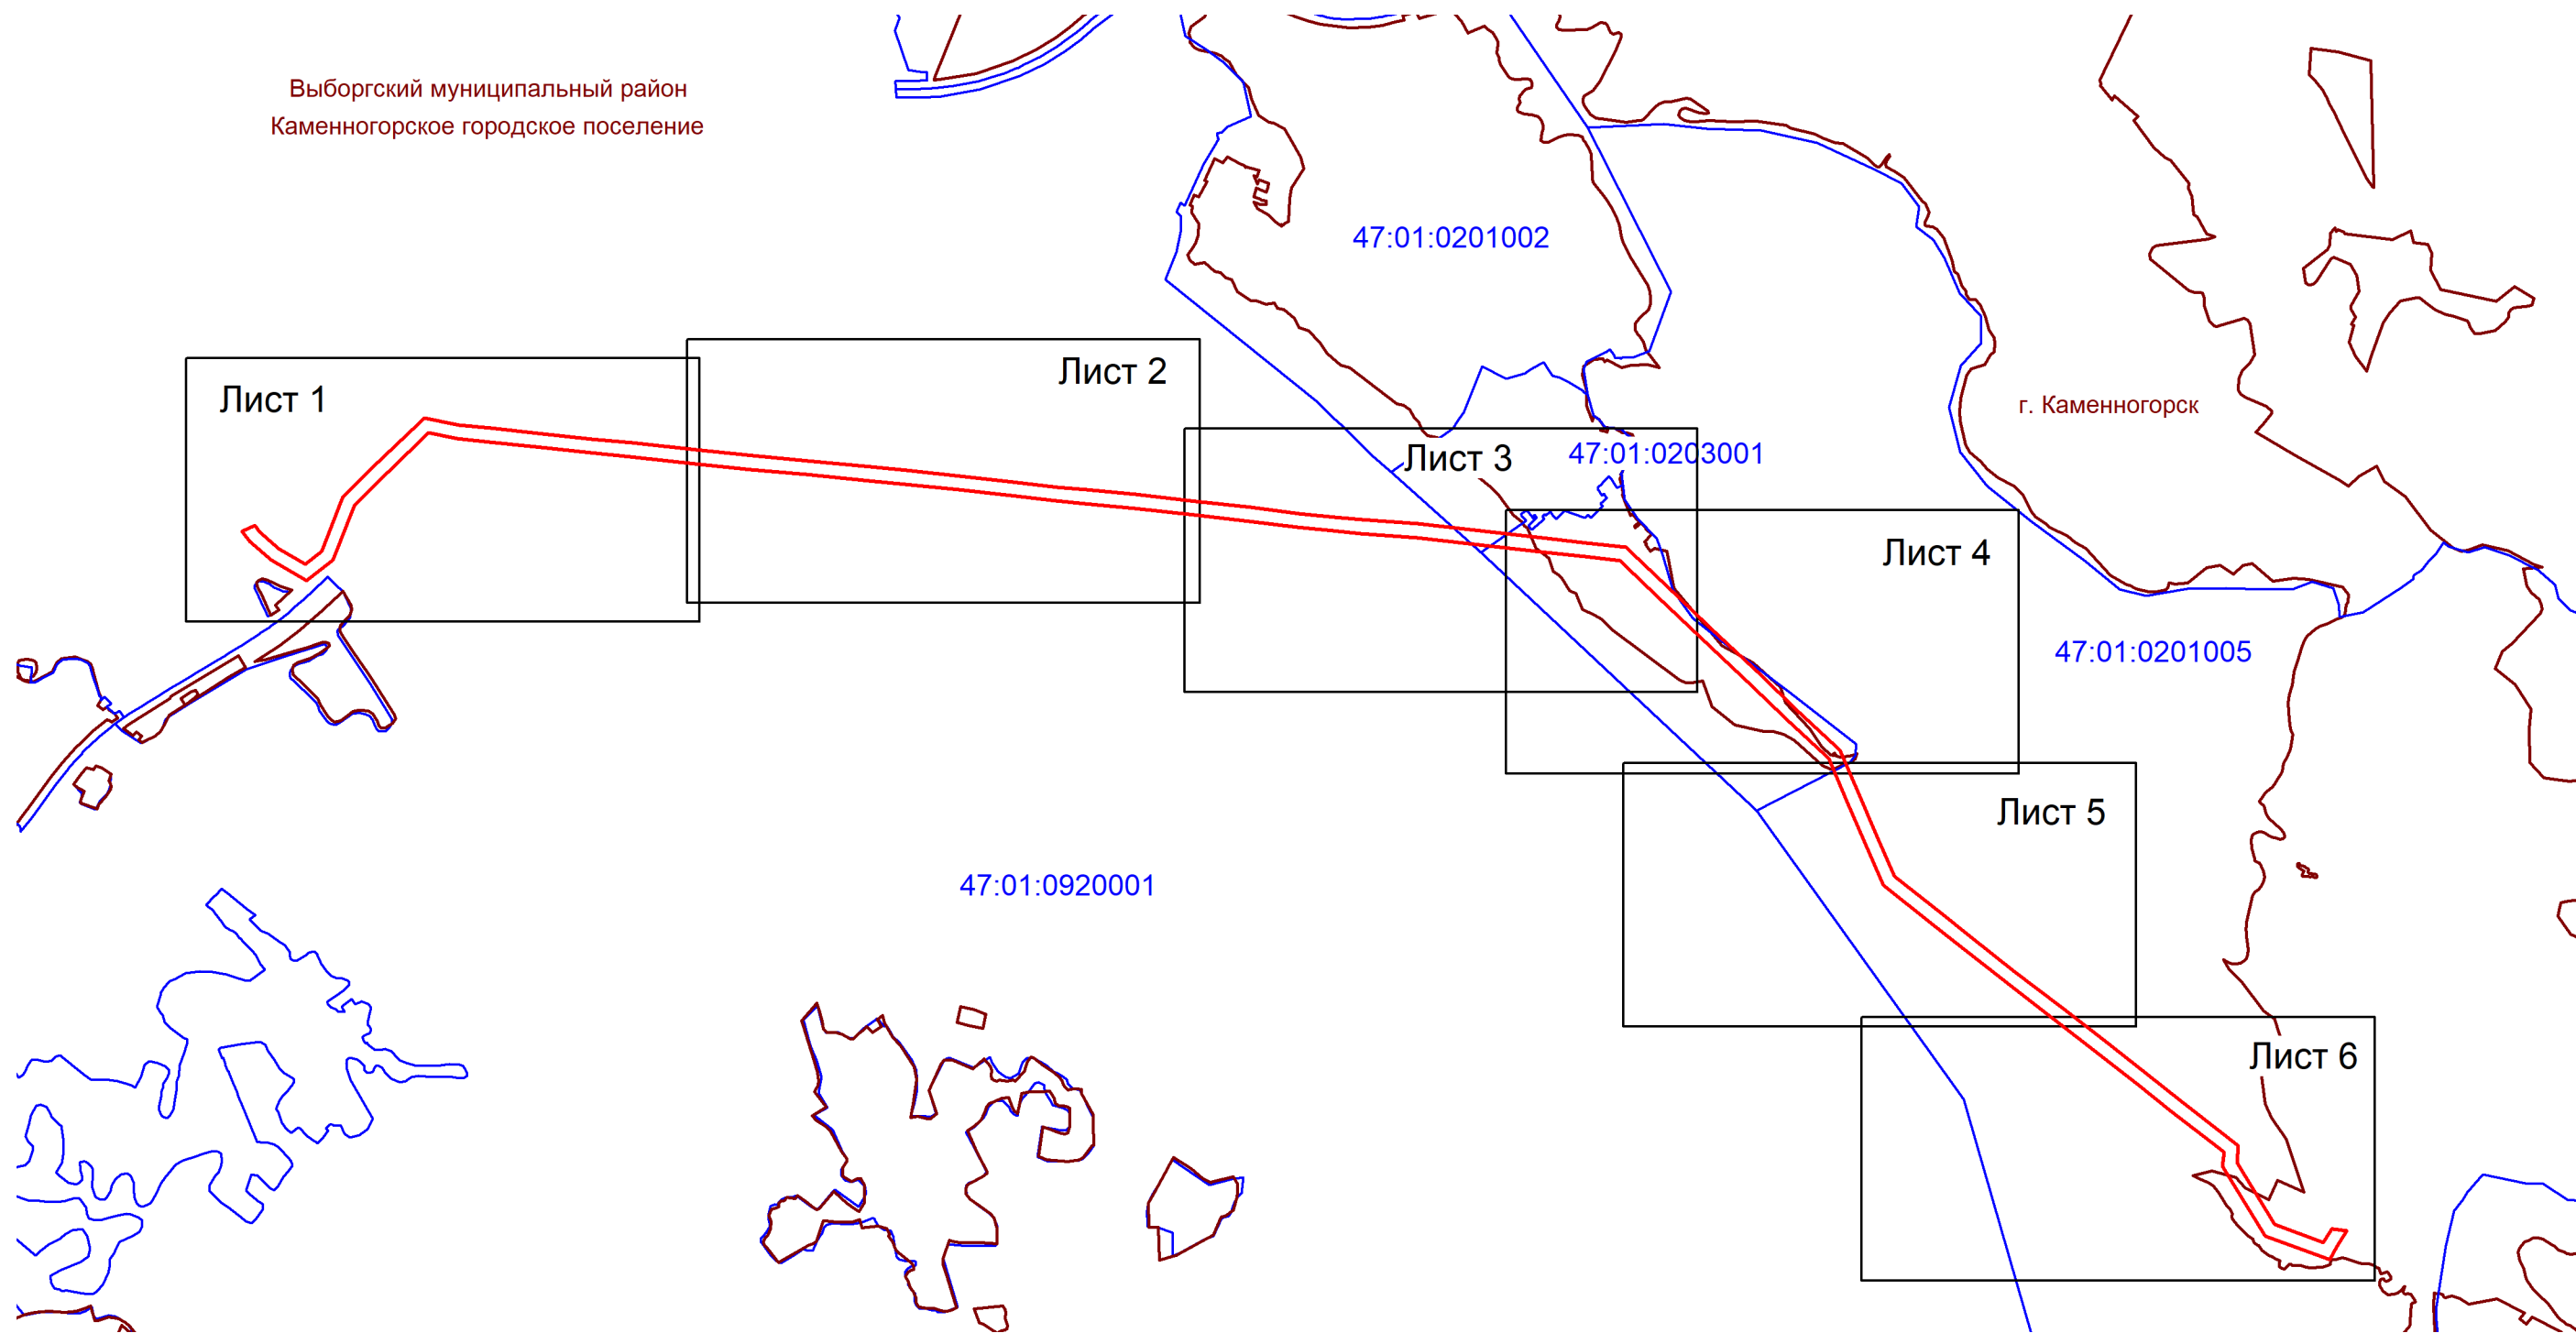 Выборгский муниципальный район
Каменногорское городское поселение
47:01:0201002
Лист 1
Лист 2
г. Каменногорск
Лист 3
47:01:0203001
Лист 4
47:01:0201005
Лист 5
47:01:0920001
Лист 6